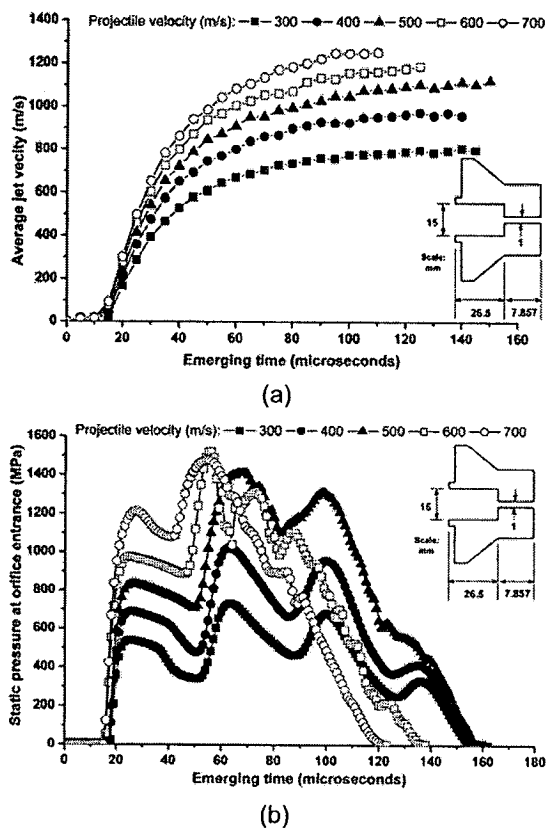 Projectile velocity (m/s): 300 400 500 600 700
1400
1200
1000
800
600
400
200
0
Average jet vecity
(m/s)
0 20 40 60 80 100 120 140 160
Emerging time (microseconds)
15
1
Scale:
mm
26.5
7.857
(a)
Projectile velocity (m/s): 300 400 500 600 700
1600
1400
1200
1000
800
600
400
200
0
Static pressure at orifice entrance (MPa)
0 20 40 60 80 100 120 140 160 180
Emerging time (microseconds)
15
1
Scale:
mm
26.5
7.857
(b)